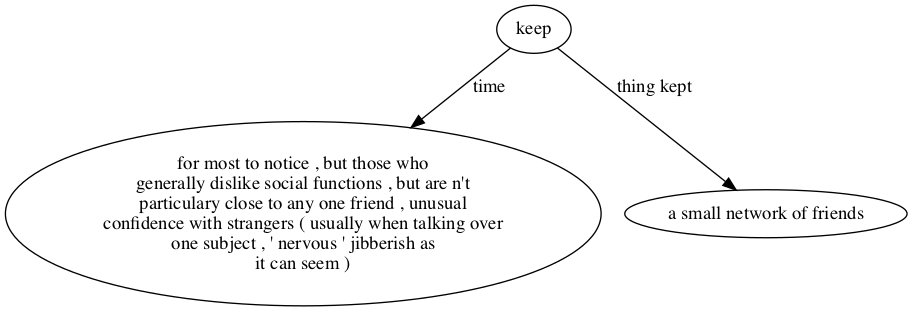 keep
time
thing kept
for most to notice , but those who
generally dislike social functions , but are n't
particulary close to any one friend , unusual
confidence with strangers ( usually when talking over
one subject , ' nervous ' jibberish as
it can seem )
a small network of friends